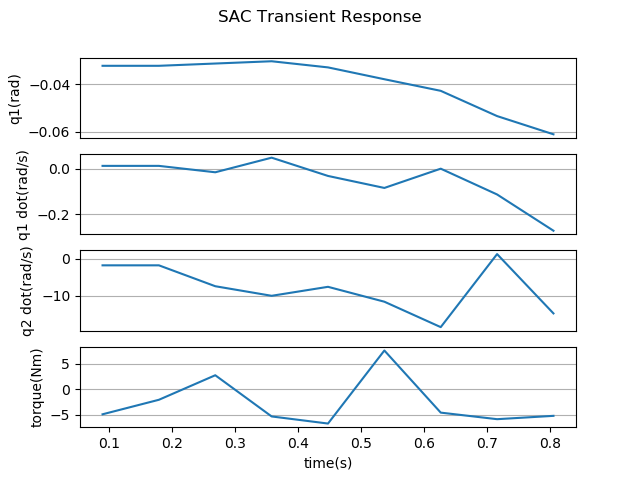 SAC Transient Response
q1(rad)
−0.04
−0.06
q1 dot(rad/s)
0.0
−0.2
q2 dot(rad/s)
0
−10
torque(Nm)
5
0
−5
0.1 0.2 0.3 0.4 0.5 0.6 0.7 0.8
time(s)